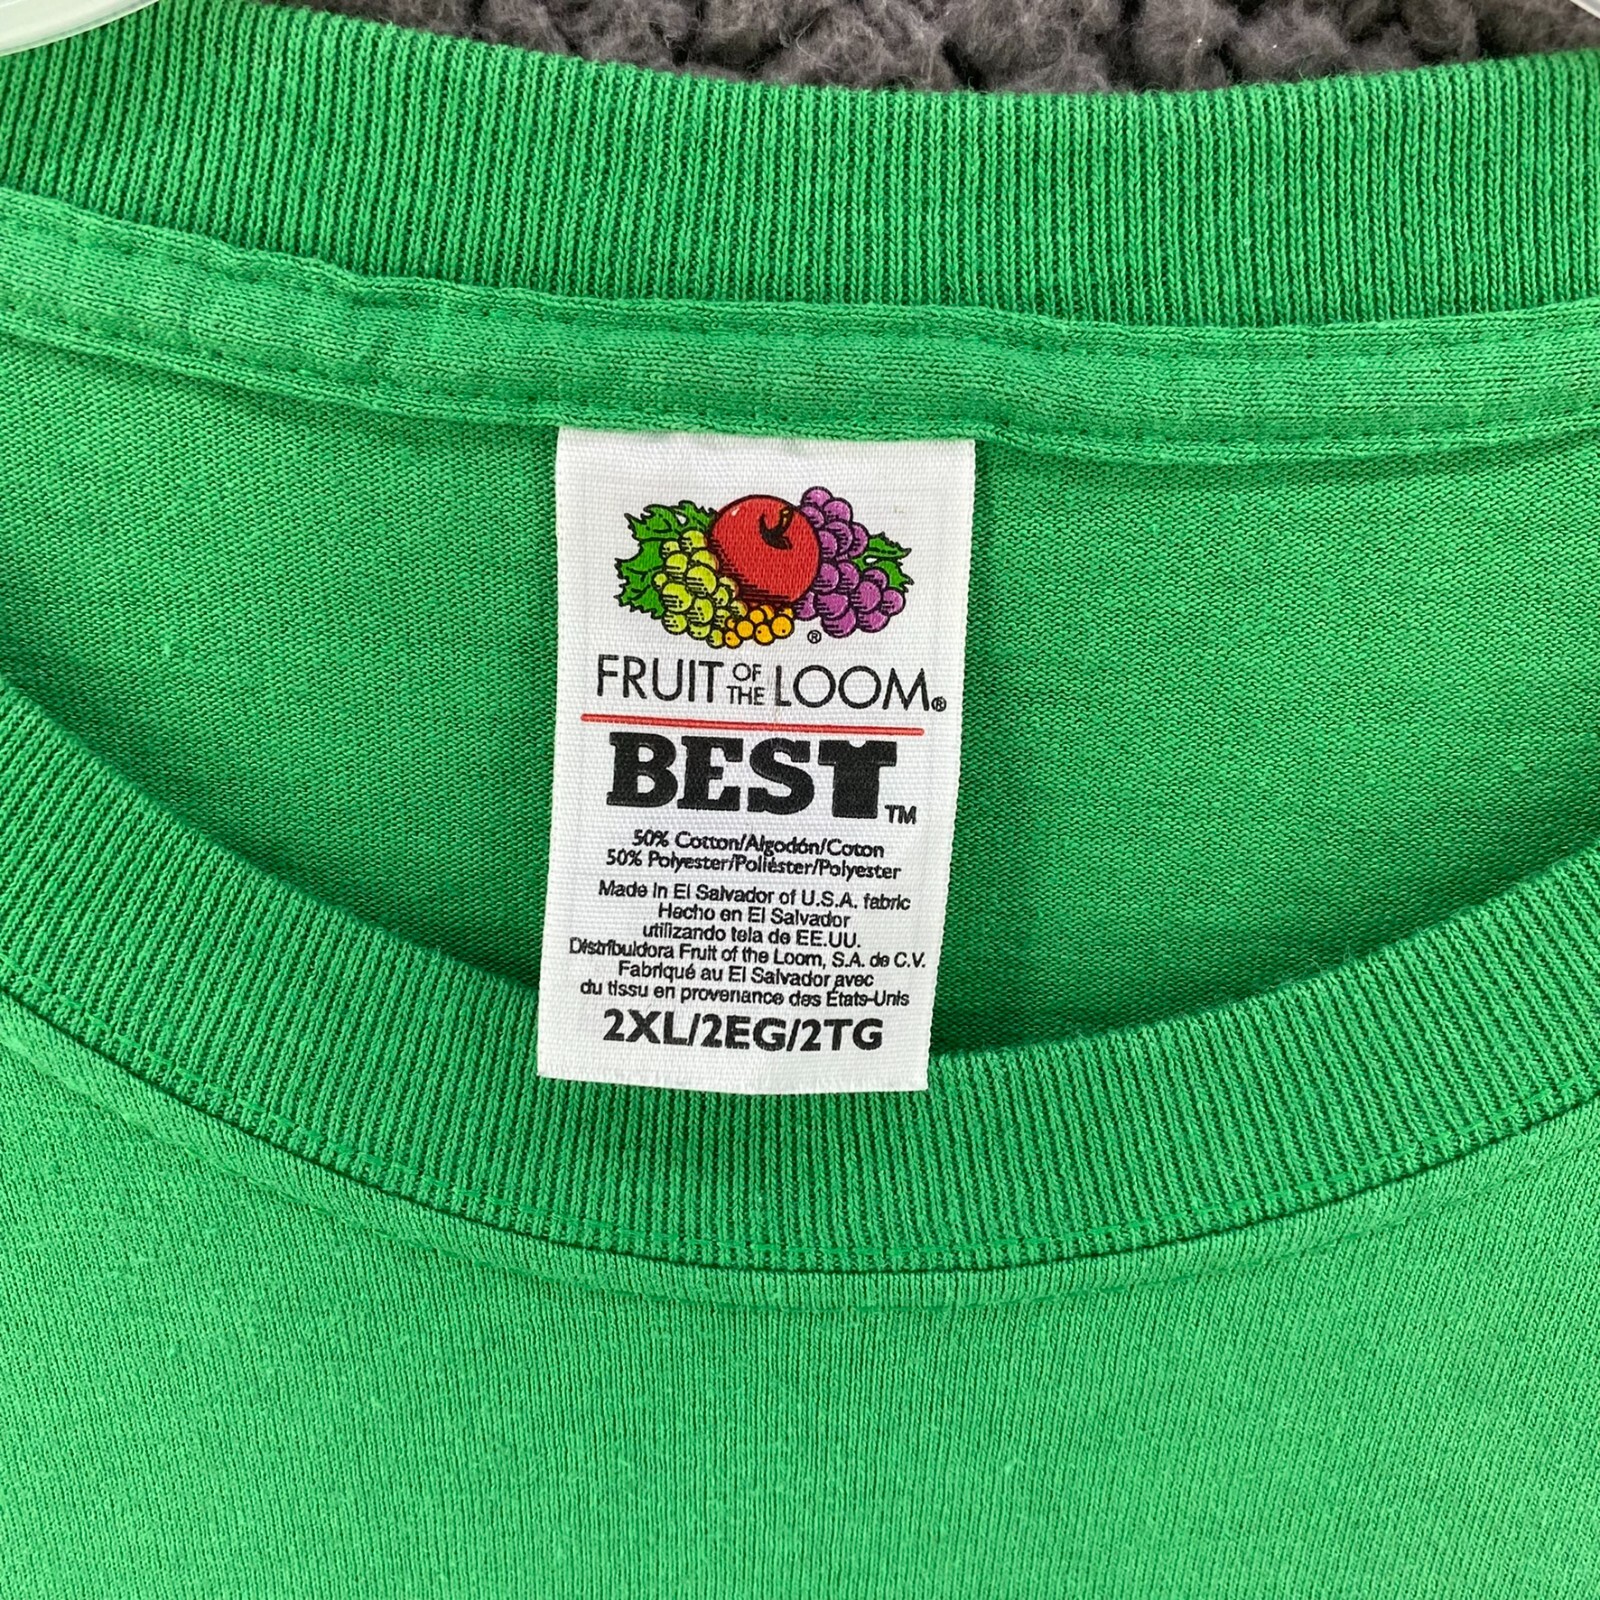 ®
FRUIT OF THE LOOM®
BEST™
50% Cotton/Algodón/Coton
50% Polyester/Poliéster/Polyester
Made In El Salvador of U.S.A. fabric
Hecho en El Salvador
utilizando tela de EE.UU.
Distribuidora Fruit of the Loom, S.A. de C.V.
Fabriqué au El Salvador avec
du tissu en provenance des États-Unis
2XL/2EG/2TG